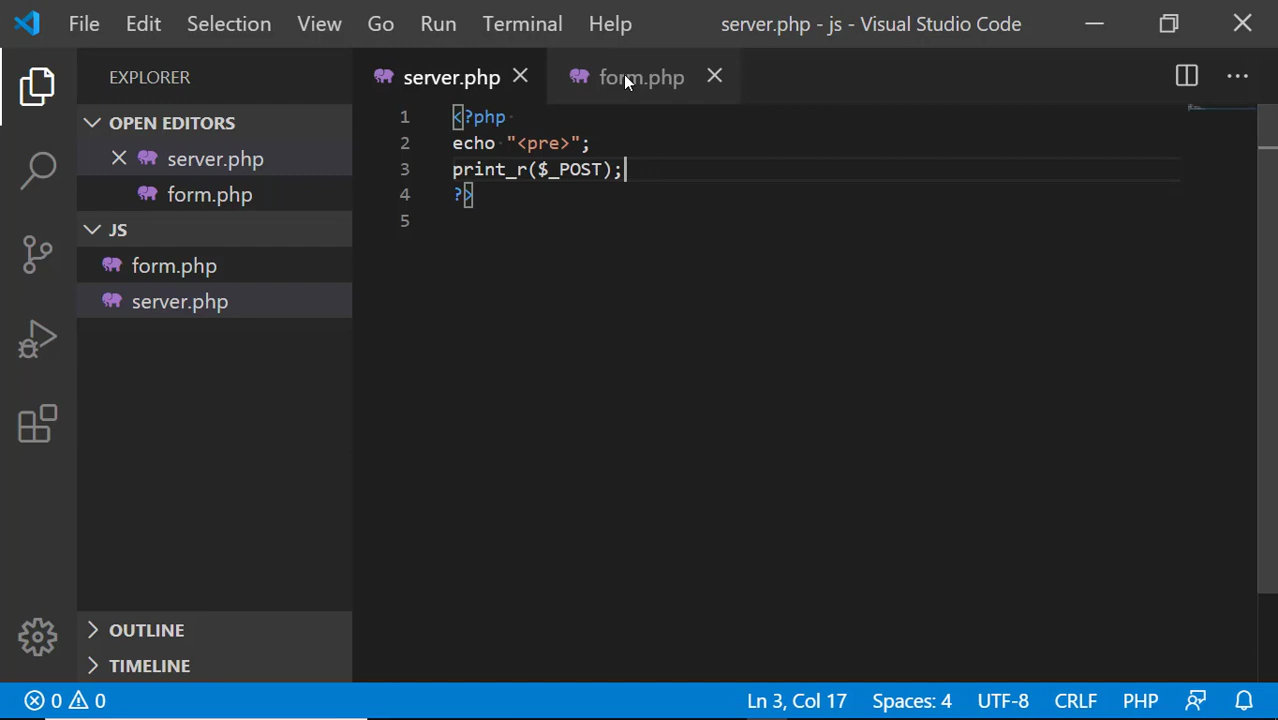 File Edit Selection View Go Run Terminal Help server.php - js - Visual Studio Code
EXPLORER
OPEN EDITORS
server.php
form.php
JS
form.php
server.php
OUTLINE
TIMELINE
server.php form.php
1 <?php
2 echo "<pre>";
3 print_r($_POST);
4 ?>
5
0 0 Ln 3, Col 17 Spaces: 4 UTF-8 CRLF PHP